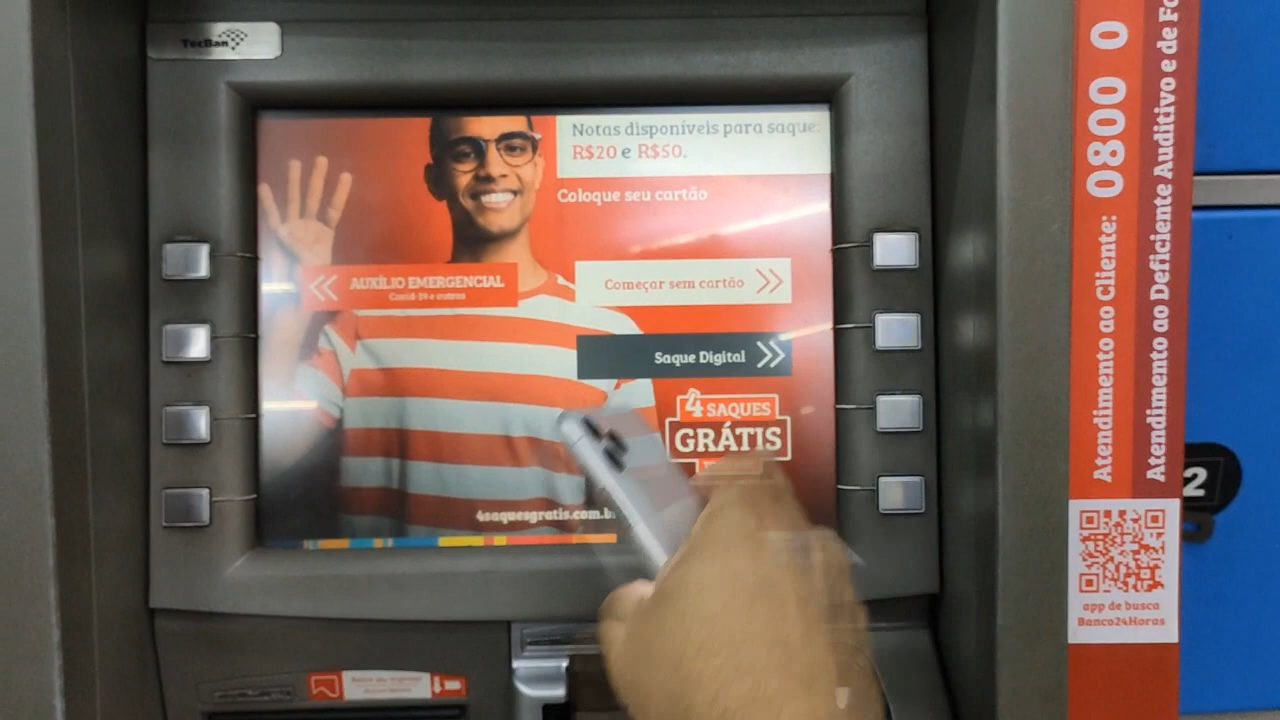 TecBan
Notas disponíveis para saque:
R$20 e R$50.
Coloque seu cartão
AUXÍLIO EMERGENCIAL
Covid-19 e outros
Começar sem cartão
Saque Digital
4 SAQUES
GRÁTIS
4saquesgratis.com.b
Atendimento ao Cliente: 0800 0
Atendimento ao Deficiente Auditivo e de Fa
2
app de busca
Banco24Horas